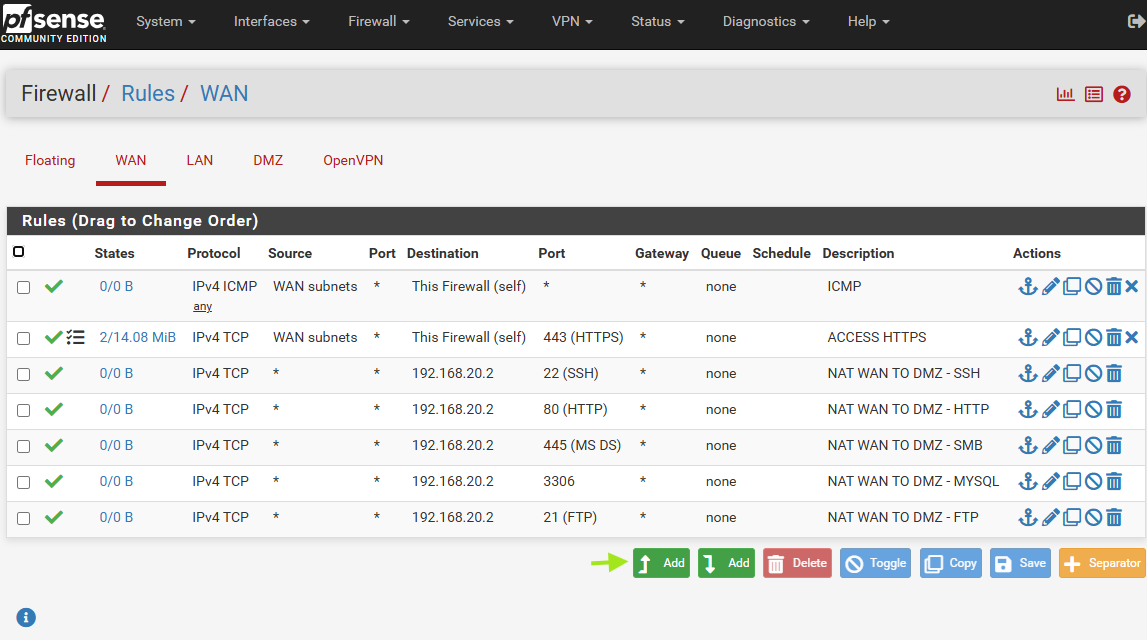 pfsense
COMMUNITY EDITION
System Interfaces Firewall Services VPN Status Diagnostics Help
Firewall / Rules / WAN
Floating WAN LAN DMZ OpenVPN
Rules (Drag to Change Order)
States Protocol Source Port Destination Port Gateway Queue Schedule Description Actions
0/0 B IPv4 ICMP WAN subnets * This Firewall (self) * * none ICMP
any
2/14.08 MiB IPv4 TCP WAN subnets * This Firewall (self) 443 (HTTPS) * none ACCESS HTTPS
0/0 B IPv4 TCP * * 192.168.20.2 22 (SSH) * none NAT WAN TO DMZ - SSH
0/0 B IPv4 TCP * * 192.168.20.2 80 (HTTP) * none NAT WAN TO DMZ - HTTP
0/0 B IPv4 TCP * * 192.168.20.2 445 (MS DS) * none NAT WAN TO DMZ - SMB
0/0 B IPv4 TCP * * 192.168.20.2 3306 * none NAT WAN TO DMZ - MYSQL
0/0 B IPv4 TCP * * 192.168.20.2 21 (FTP) * none NAT WAN TO DMZ - FTP
Add Add Delete Toggle Copy Save Separator